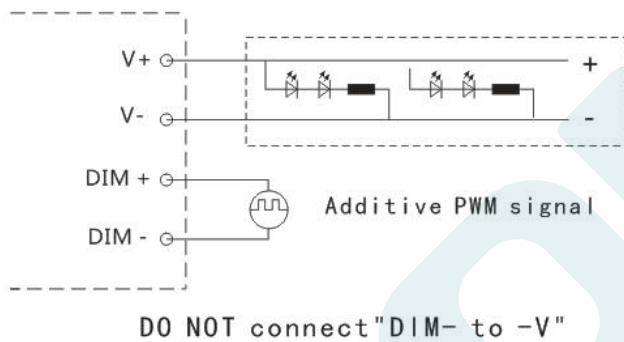 V+
+
V-
-
DIM +
Additive PWM signal
DIM -
DO NOT connect "DIM- to -V"